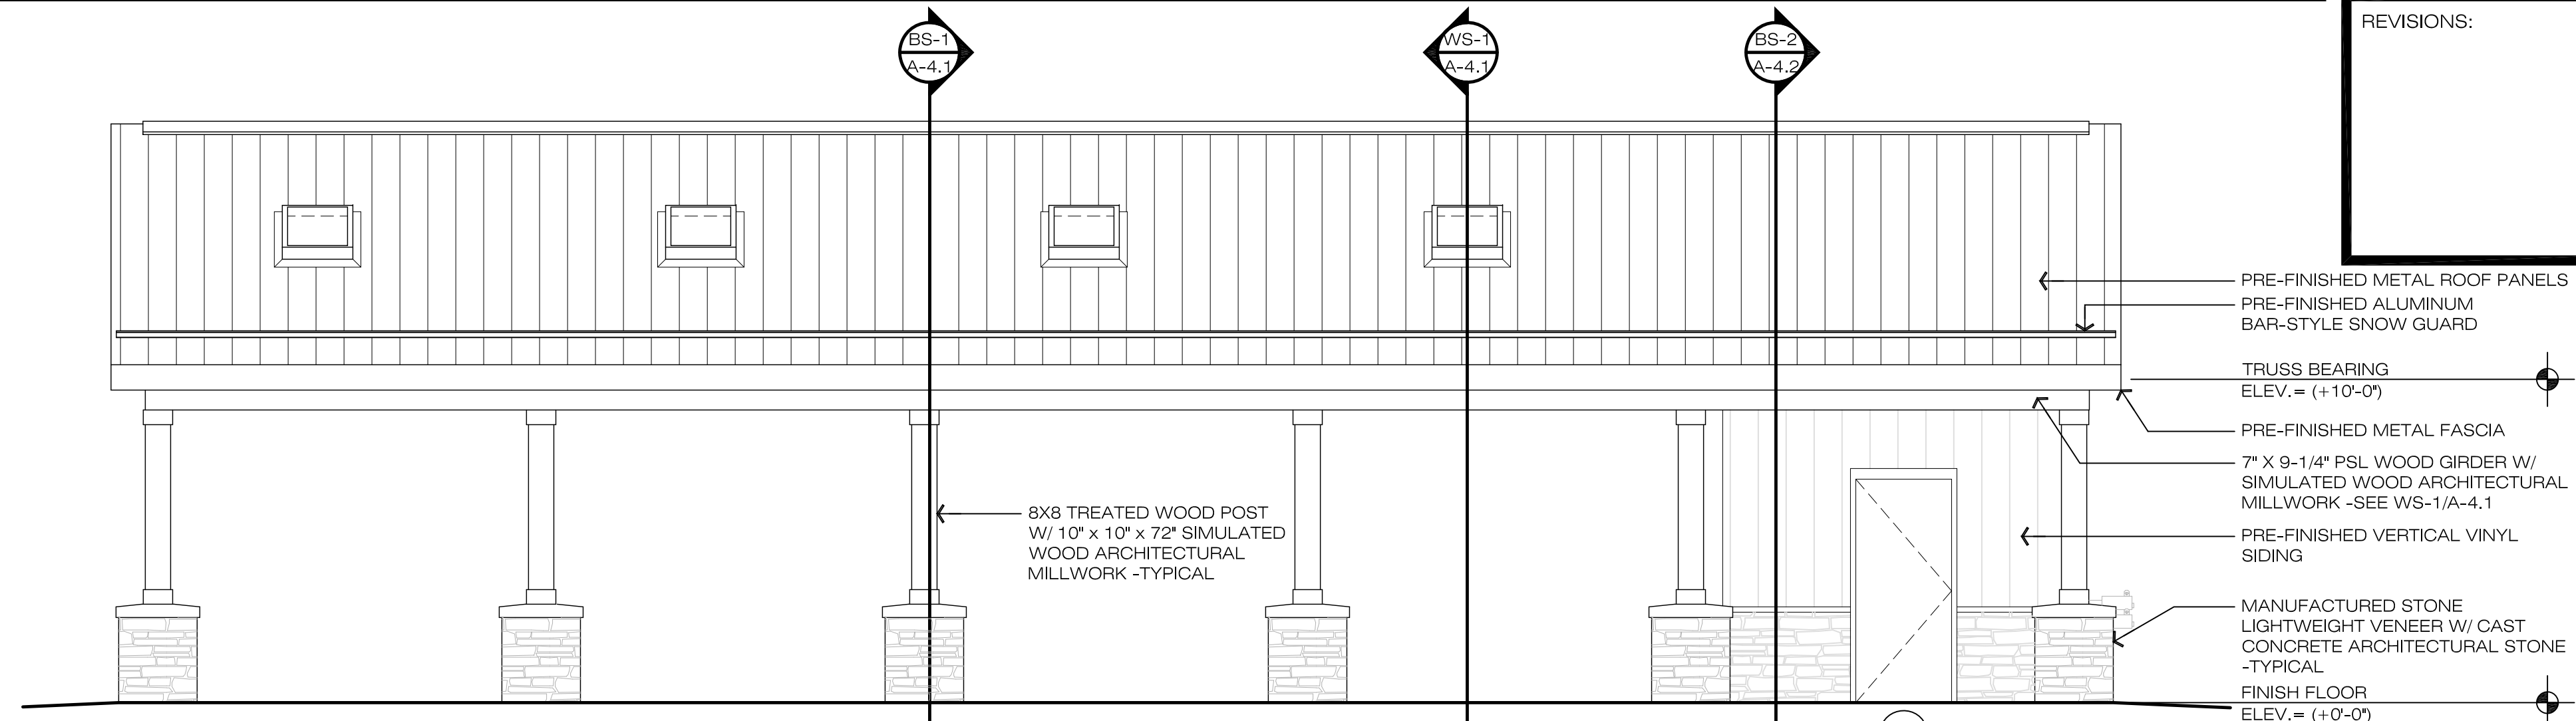 REVISIONS:
BS-1
A-4.1
WS-1
A-4.1
BS-2
A-4.2
PRE-FINISHED METAL ROOF PANELS
PRE-FINISHED ALUMINUM
BAR-STYLE SNOW GUARD
TRUSS BEARING
ELEV.= (+10'-0")
PRE-FINISHED METAL FASCIA
7" X 9-1/4" PSL WOOD GIRDER W/
SIMULATED WOOD ARCHITECTURAL
MILLWORK -SEE WS-1/A-4.1
8X8 TREATED WOOD POST
W/ 10" x 10" x 72" SIMULATED
WOOD ARCHITECTURAL
MILLWORK -TYPICAL
PRE-FINISHED VERTICAL VINYL
SIDING
MANUFACTURED STONE
LIGHTWEIGHT VENEER W/ CAST
CONCRETE ARCHITECTURAL STONE
-TYPICAL
FINISH FLOOR
ELEV.= (+0'-0")